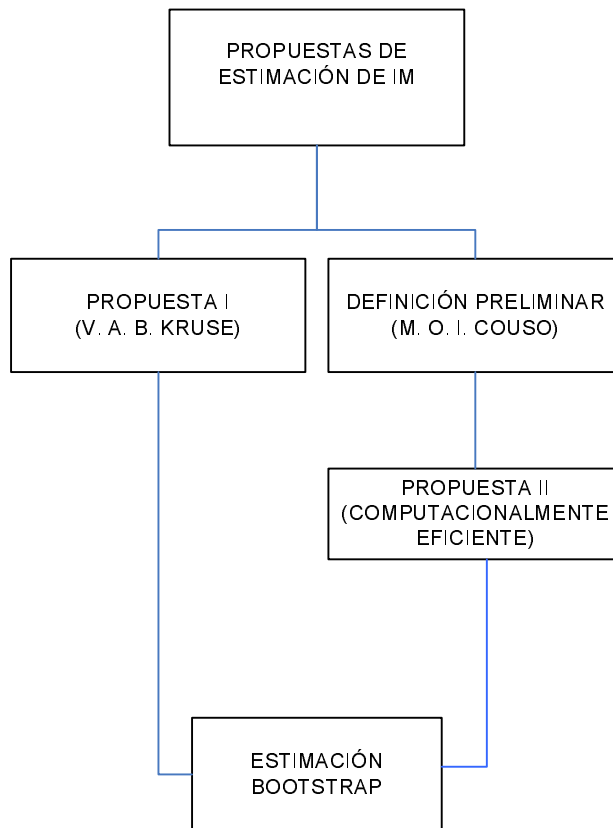 PROPUESTAS DE
ESTIMACIÓN DE IM
PROPUESTA I
(V. A. B. KRUSE)
DEFINICIÓN PRELIMINAR
(M. O. I. COUSO)
PROPUESTA II
(COMPUTACIONALMENTE
EFICIENTE)
ESTIMACIÓN
BOOTSTRAP